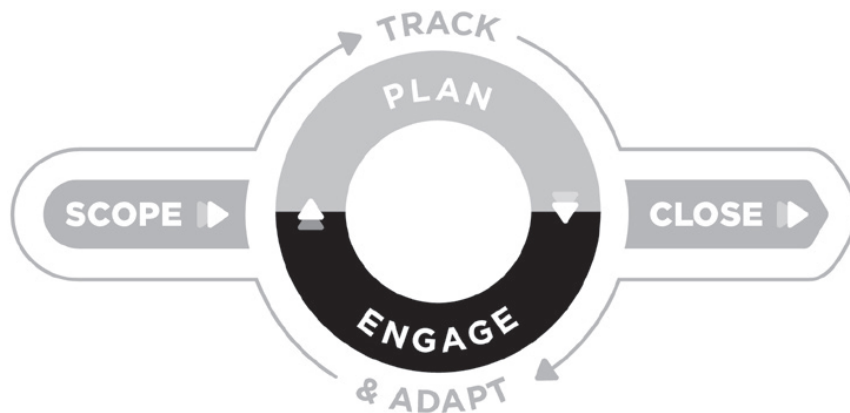 TRACK
PLAN
SCOPE
CLOSE
ENGAGE
& ADAPT